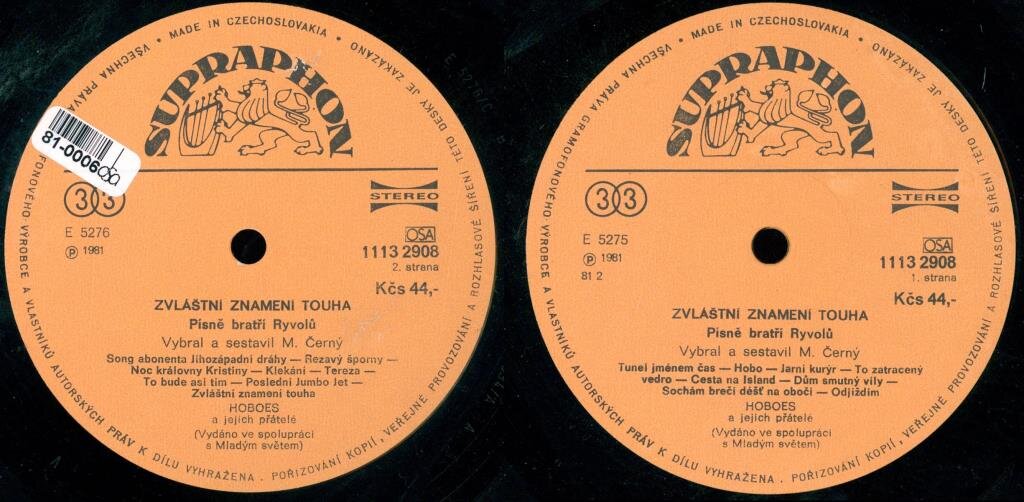 VŠECHNA PRÁVA • MADE IN CZECHOSLOVAKIA •
FONOVÉHO VÝROBCE A VLASTNÍKŮ AUTORSKÝCH PRÁV K DÍLU VYHRAŽENA. POŘIZOVÁNÍ KOPIÍ, VEŘEJNÉ PROVOZOVÁNÍ A ROZHLASOVÉ ŠÍŘENÍ TÉTO DESKY JE ZAKÁZÁNO •
SUPRAPHON
81-0006
OSA
33
STEREO
E 5276
Ⓟ 1981
OSA
1113 2908
2. strana
Kčs 44,-
ZVLÁŠTNÍ ZNAMENÍ TOUHA
Písně bratří Ryvolů
Vybral a sestavil M. Černý
Song abonenta Jihozápadní dráhy — Rezavý šporny —
Noc královny Kristiny — Klekání — Tereza —
To bude asi tím — Poslední Jumbo Jet —
Zvláštní znamení touha
HOBOES
a jejich přátelé
(Vydáno ve spolupráci
s Mladým světem)
VŠECHNA PRÁVA GRAMOFONOVÉHO VÝROBCE A VLASTNÍKŮ AUTORSKÝCH PRÁV K DÍLU VYHRAŽENA. POŘIZOVÁNÍ KOPIÍ, VEŘEJNÉ PROVOZOVÁNÍ A ROZHLASOVÉ ŠÍŘENÍ TÉTO DESKY JE ZAKÁZÁNO •
• MADE IN CZECHOSLOVAKIA •
SUPRAPHON
33
STEREO
E 5275
Ⓟ 1981
81 2
OSA
1113 2908
1. strana
Kčs 44,-
ZVLÁŠTNÍ ZNAMENÍ TOUHA
Písně bratří Ryvolů
Vybral a sestavil M. Černý
Tunel jménem čas — Hobo — Jarní kurýr — To zatracený
vedro — Cesta na Island — Dům smutný víly —
Sochám brečí déšť na obočí — Odjíždím
HOBOES
a jejich přátelé
(Vydáno ve spolupráci
s Mladým světem)